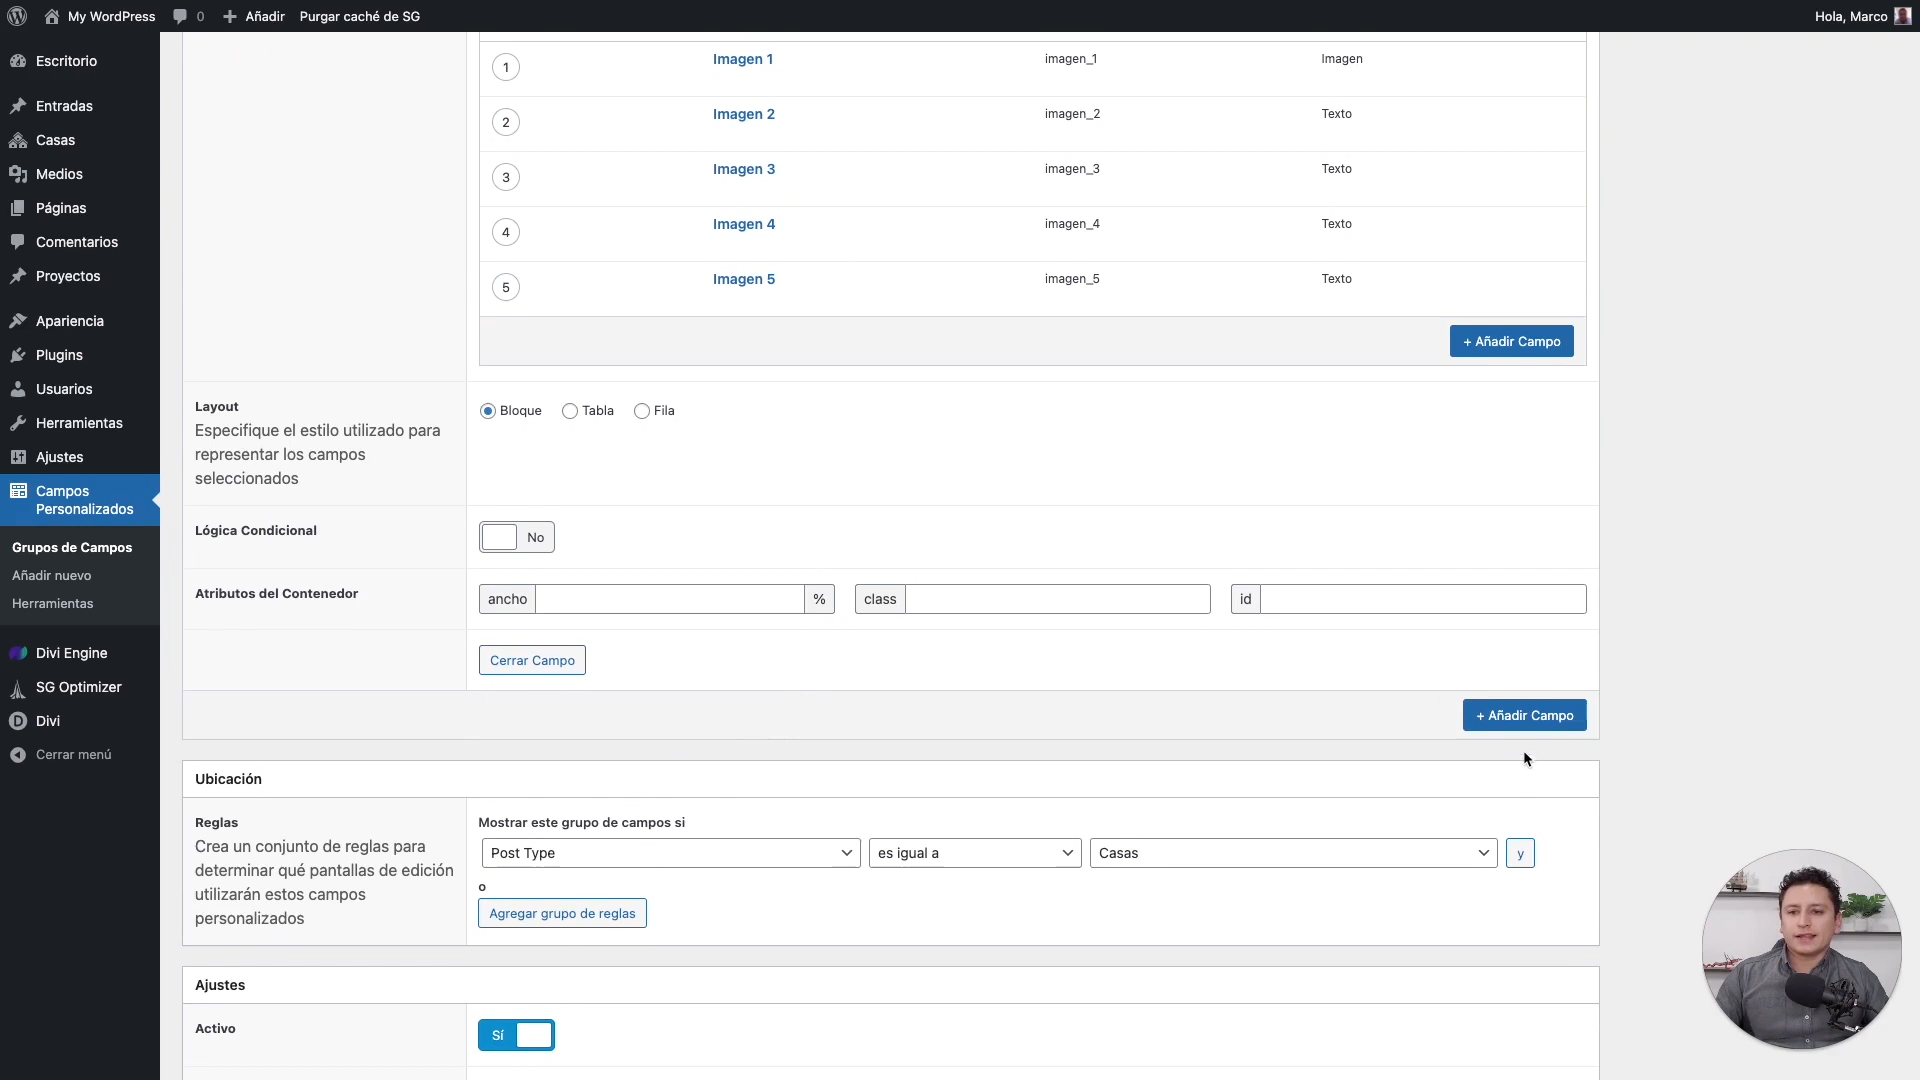 My WordPress
0
Añadir
Purgar caché de SG
Hola, Marco
Escritorio
Entradas
Casas
Medios
Páginas
Comentarios
Proyectos
Apariencia
Plugins
Usuarios
Herramientas
Ajustes
Campos
Personalizados
Grupos de Campos
Añadir nuevo
Herramientas
Divi Engine
SG Optimizer
Divi
Cerrar menú
1 Imagen 1 imagen_1 Imagen
2 Imagen 2 imagen_2 Texto
3 Imagen 3 imagen_3 Texto
4 Imagen 4 imagen_4 Texto
5 Imagen 5 imagen_5 Texto
+ Añadir Campo
Layout
Especifique el estilo utilizado para
representar los campos
seleccionados
Bloque Tabla Fila
Lógica Condicional
No
Atributos del Contenedor
ancho % class id
Cerrar Campo
+ Añadir Campo
Ubicación
Reglas
Crea un conjunto de reglas para
determinar qué pantallas de edición
utilizarán estos campos
personalizados
Mostrar este grupo de campos si
Post Type es igual a Casas y
o
Agregar grupo de reglas
Ajustes
Activo
Sí